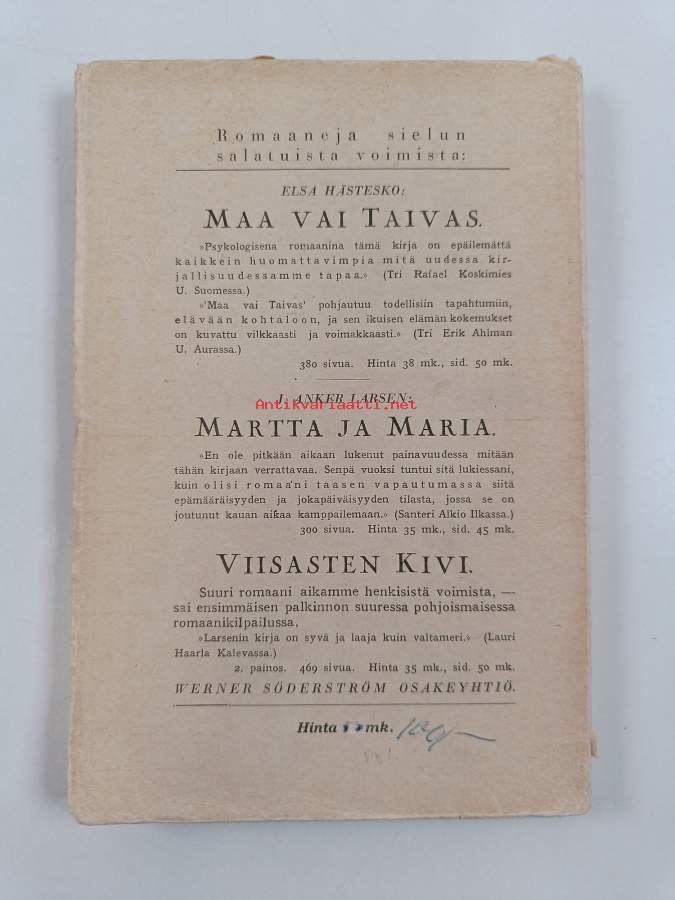 Romaaneja sielun
salatuista voimista:
ELSA HÄSTESKO:
MAA VAI TAIVAS.
»Psykologisena romaanina tämä kirja on epäilemättä
kaikkein huomattavimpia mitä uudessa kir-
jallisuudessamme tapaa.» (Tri Rafael Koskimies
U. Suomessa.)
»'Maa vai Taivas' pohjautuu todellisiin tapahtumiin,
elävään kohtaloon, ja sen ikuisen elämän kokemukset
on kuvattu vilkkaasti ja voimakkaasti.» (Tri Erik Ahlman
U. Aurassa.)
380 sivua. Hinta 38 mk., sid. 50 mk.
J. ANKER LARSEN:
Antikvariaatti.net
MARTTA JA MARIA.
»En ole pitkään aikaan lukenut painavuudessa mitään
tähän kirjaan verrattavaa. Senpä vuoksi tuntui sitä lukiessani,
kuin olisi romaani taasen vapautumassa siitä
epämääräisyyden ja jokapäiväisyyden tilasta, jossa se on
joutunut kauan aikaa kamppailemaan.» (Santeri Alkio Ilkassa.)
300 sivua. Hinta 35 mk., sid. 45 mk.
VIISASTEN KIVI.
Suuri romaani aikamme henkisistä voimista, —
sai ensimmäisen palkinnon suuressa pohjoismaisessa
romaanikilpailussa.
»Larsenin kirja on syvä ja laaja kuin valtameri.» (Lauri
Haarla Kalevassa.)
2. painos. 469 sivua. Hinta 35 mk., sid. 50 mk.
WERNER SÖDERSTRÖM OSAKEYHTIÖ.
Hinta mk.